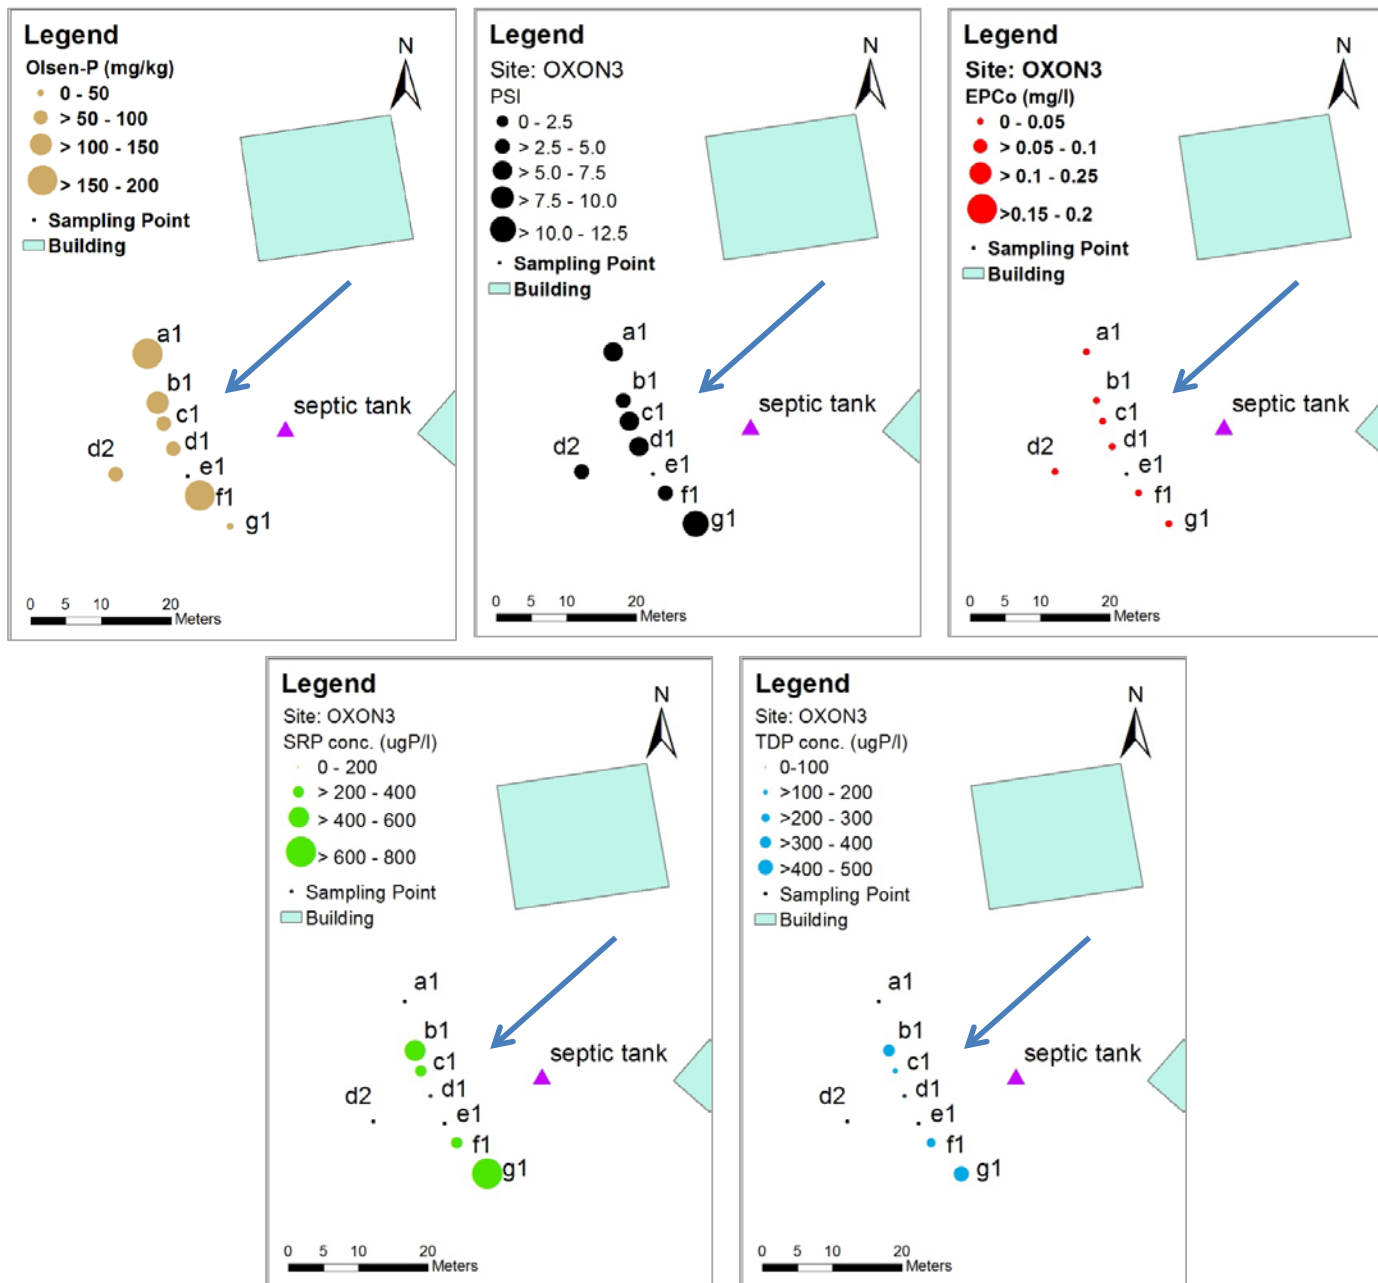 Legend
Olsen-P (mg/kg)
0 - 50
> 50 - 100
> 100 - 150
> 150 - 200
Sampling Point
Building
N
a1
b1
c1
septic tank
d1
d2
e1
f1
g1
0 5 10 20
Meters
Legend
Site: OXON3
PSI
0 - 2.5
> 2.5 - 5.0
> 5.0 - 7.5
> 7.5 - 10.0
> 10.0 - 12.5
Sampling Point
Building
N
a1
b1
c1
septic tank
d1
d2
e1
f1
g1
0 5 10 20
Meters
Legend
Site: OXON3
EPCo (mg/l)
0 - 0.05
> 0.05 - 0.1
> 0.1 - 0.25
>0.15 - 0.2
Sampling Point
Building
N
a1
b1
c1
septic tank
d1
d2
e1
f1
g1
0 5 10 20
Meters
Legend
Site: OXON3
SRP conc. (ugP/l)
0 - 200
> 200 - 400
> 400 - 600
> 600 - 800
Sampling Point
Building
N
a1
b1
c1
septic tank
d1
d2
e1
f1
g1
0 5 10 20
Meters
Legend
Site: OXON3
TDP conc. (ugP/l)
0-100
>100 - 200
>200 - 300
>300 - 400
>400 - 500
Sampling Point
Building
N
a1
b1
c1
septic tank
d1
d2
e1
f1
g1
0 5 10 20
Meters